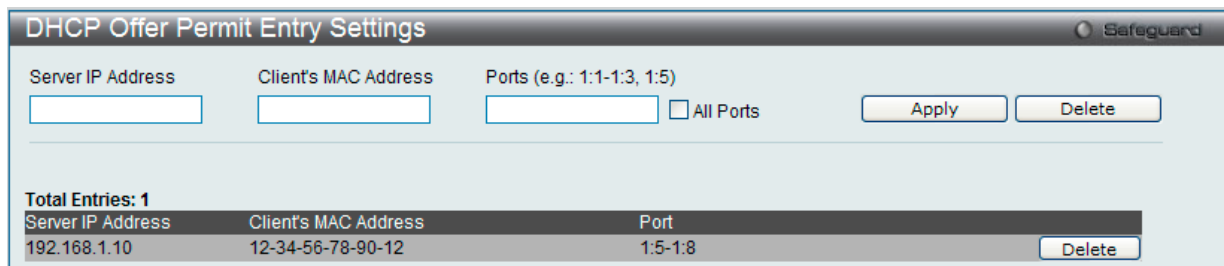 DHCP Offer Permit Entry Settings
Safeguard
Server IP Address Client's MAC Address Ports (e.g.: 1:1-1:3, 1:5)
All Ports Apply Delete
Total Entries: 1
Server IP Address Client's MAC Address Port
192.168.1.10 12-34-56-78-90-12 1:5-1:8 Delete